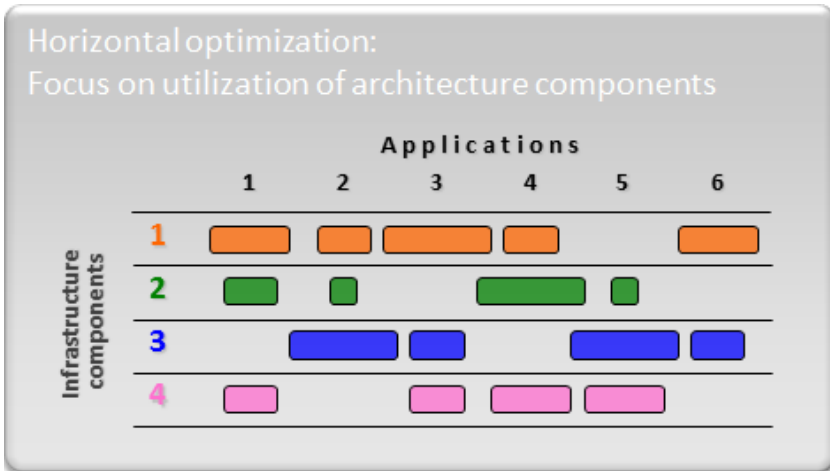 Horizontal optimization:
Focus on utilization of architecture components
Applications
1 2 3 4 5 6
Infrastructure
components
1
2
3
4